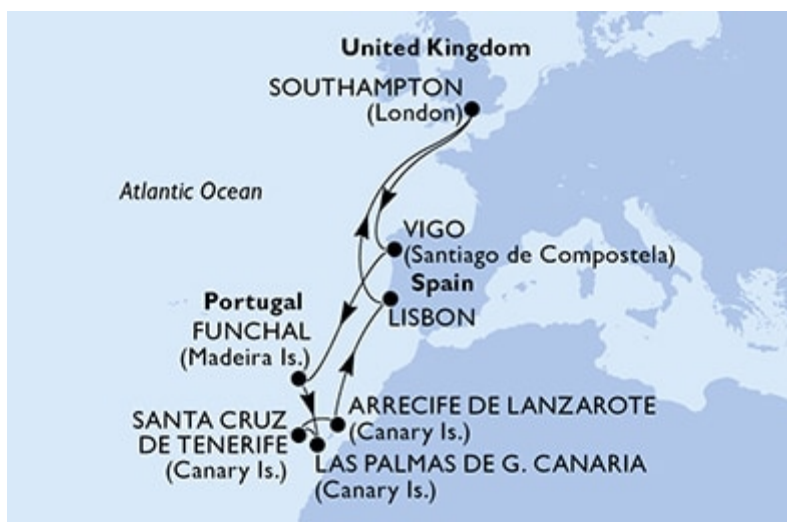 United Kingdom
SOUTHAMPTON
(London)
Atlantic Ocean
VIGO
(Santiago de Compostela)
Spain
Portugal
LISBON
FUNCHAL
(Madeira Is.)
ARRECIFE DE LANZAROTE
(Canary Is.)
SANTA CRUZ
DE TENERIFE
(Canary Is.)
LAS PALMAS DE G. CANARIA
(Canary Is.)